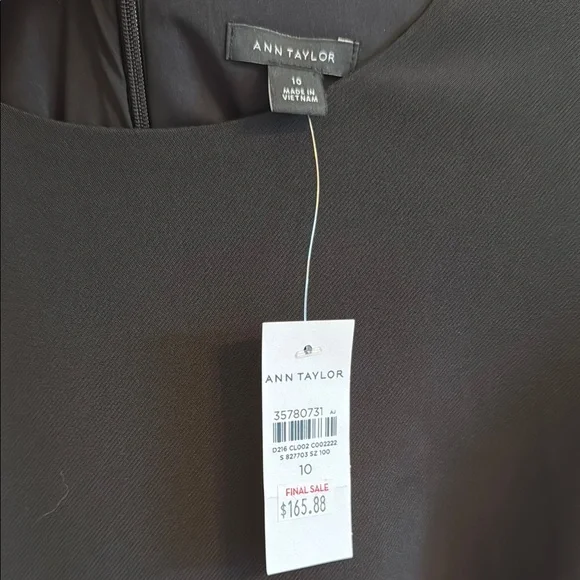 ANN TAYLOR
10
MADE IN
VIETNAM
ANN TAYLOR
35780731 AJ
D216 CL002 C002222
S 827703 SZ 100
10
FINAL SALE
$165.88